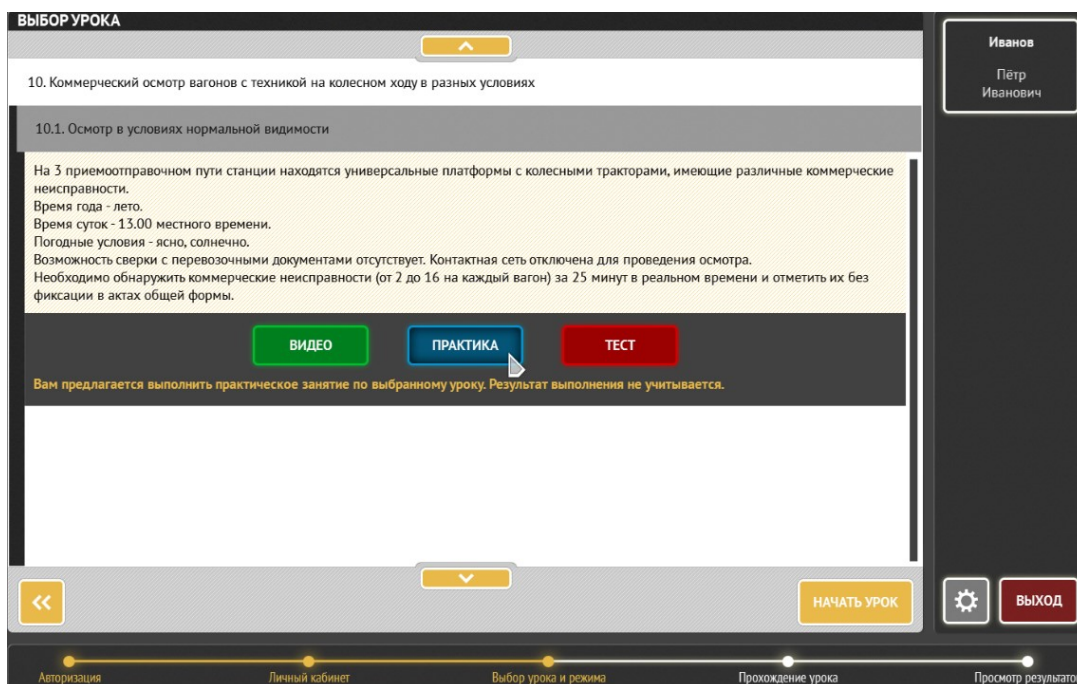 ВЫБОР УРОКА
10. Коммерческий осмотр вагонов с техникой на колесном ходу в разных условиях
10.1. Осмотр в условиях нормальной видимости
На 3 приемоотправочном пути станции находятся универсальные платформы с колесными тракторами, имеющие различные коммерческие
неисправности.
Время года - лето.
Время суток - 13.00 местного времени.
Погодные условия - ясно, солнечно.
Возможность сверки с перевозочными документами отсутствует. Контактная сеть отключена для проведения осмотра.
Необходимо обнаружить коммерческие неисправности (от 2 до 16 на каждый вагон) за 25 минут в реальном времени и отметить их без
фиксации в актах общей формы.
ВИДЕО
ПРАКТИКА
ТЕСТ
Вам предлагается выполнить практическое занятие по выбранному уроку. Результат выполнения не учитывается.
НАЧАТЬ УРОК
Иванов
Пётр
Иванович
ВЫХОД
Авторизация
Личный кабинет
Выбор урока и режима
Прохождение урока
Просмотр результато